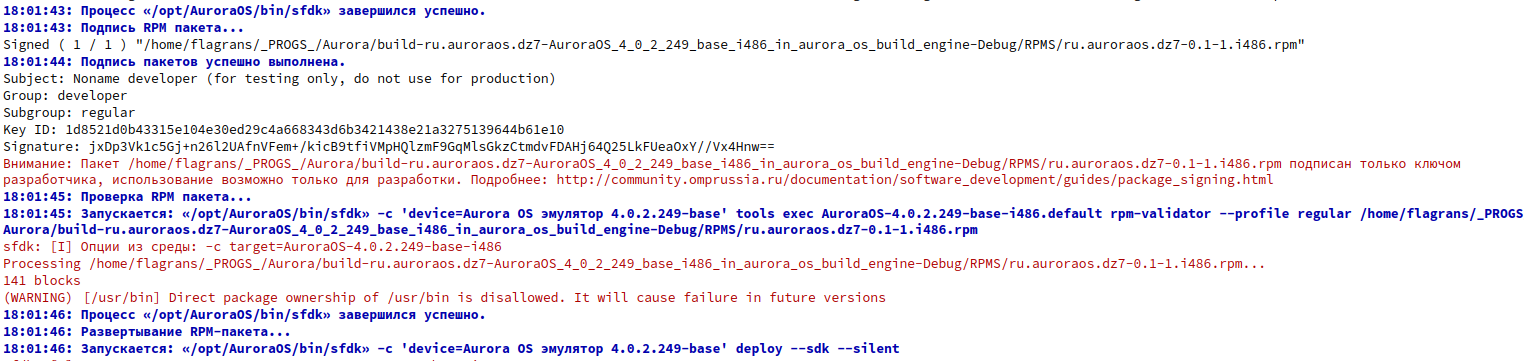 18:01:43: Процесс «/opt/AuroraOS/bin/sfdk» завершился успешно.
18:01:43: Подпись RPM пакета...
Signed ( 1 / 1 ) "/home/flagrans/_PROGS_/Aurora/build-ru.auroraos.dz7-AuroraOS_4_0_2_249_base_i486_in_aurora_os_build_engine-Debug/RPMS/ru.auroraos.dz7-0.1-1.i486.rpm"
18:01:44: Подпись пакетов успешно выполнена.
Subject: Noname developer (for testing only, do not use for production)
Group: developer
Subgroup: regular
Key ID: 1d8521d0b43315e104e30ed29c4a668343d6b3421438e21a3275139644b61e10
Signature: jxDp3Vk1c5Gj+n26l2UAfnVFem+/kicB9tfiVMpHQlzmF9GqMlsGkzCtmdvFDAHj64Q25LkFUeaOxY//Vx4Hnw==
Внимание: Пакет /home/flagrans/_PROGS_/Aurora/build-ru.auroraos.dz7-AuroraOS_4_0_2_249_base_i486_in_aurora_os_build_engine-Debug/RPMS/ru.auroraos.dz7-0.1-1.i486.rpm подписан только ключом
разработчика, использование возможно только для разработки. Подробнее: http://community.omprussia.ru/documentation/software_development/guides/package_signing.html
18:01:45: Проверка RPM пакета...
18:01:45: Запускается: «/opt/AuroraOS/bin/sfdk» -c 'device=Aurora OS эмулятор 4.0.2.249-base' tools exec AuroraOS-4.0.2.249-base-i486.default rpm-validator --profile regular /home/flagrans/_PROGS
Aurora/build-ru.auroraos.dz7-AuroraOS_4_0_2_249_base_i486_in_aurora_os_build_engine-Debug/RPMS/ru.auroraos.dz7-0.1-1.i486.rpm
sfdk: [I] Опции из среды: -c target=AuroraOS-4.0.2.249-base-i486
Processing /home/flagrans/_PROGS_/Aurora/build-ru.auroraos.dz7-AuroraOS_4_0_2_249_base_i486_in_aurora_os_build_engine-Debug/RPMS/ru.auroraos.dz7-0.1-1.i486.rpm...
141 blocks
(WARNING) [/usr/bin] Direct package ownership of /usr/bin is disallowed. It will cause failure in future versions
18:01:46: Процесс «/opt/AuroraOS/bin/sfdk» завершился успешно.
18:01:46: Развертывание RPM-пакета...
18:01:46: Запускается: «/opt/AuroraOS/bin/sfdk» -c 'device=Aurora OS эмулятор 4.0.2.249-base' deploy --sdk --silent